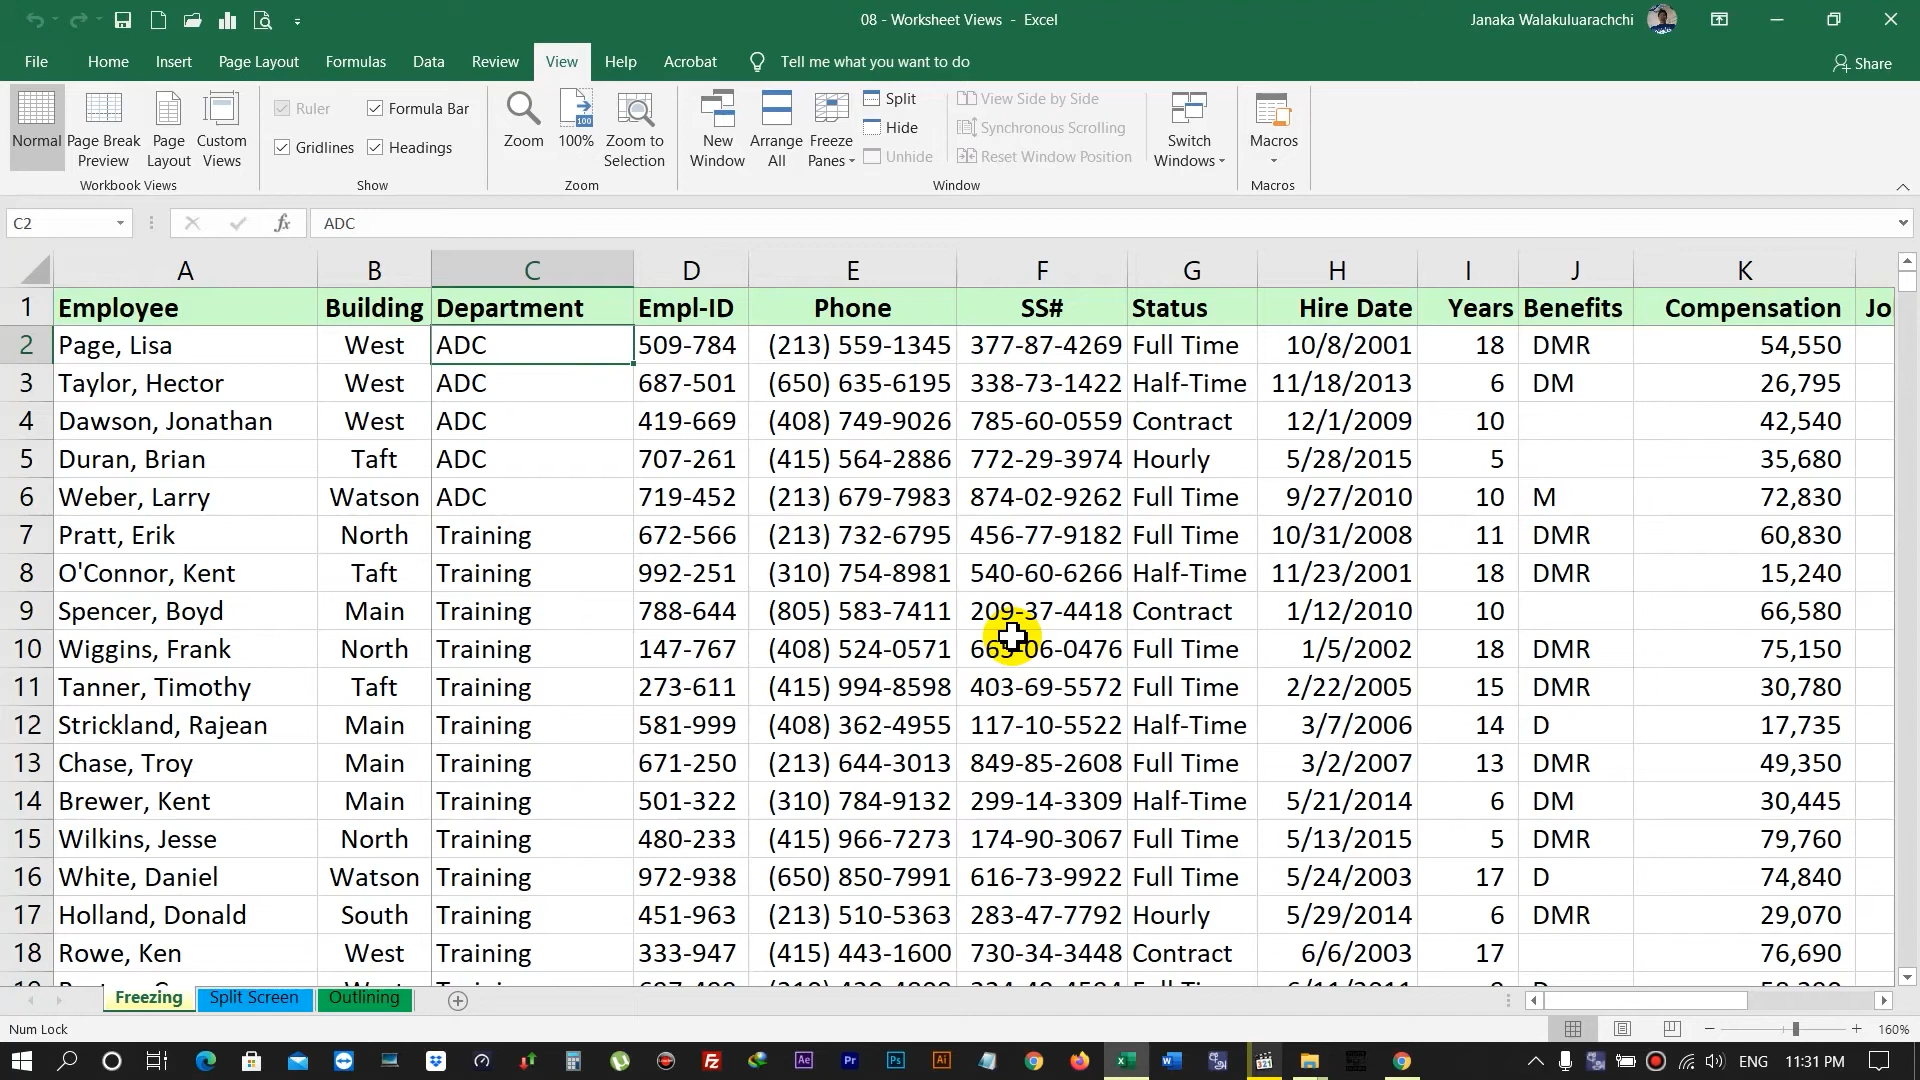 08 - Worksheet Views - Excel
Janaka Walakuluarachchi
File Home Insert Page Layout Formulas Data Review View Help Acrobat Tell me what you want to do
Share
Normal
Page Break Preview
Page Layout
Custom Views
Workbook Views
Ruler
Formula Bar
Gridlines
Headings
Show
Zoom
100
100%
Zoom to Selection
Zoom
New Window
Arrange All
Freeze Panes
Split
Hide
Unhide
View Side by Side
Synchronous Scrolling
Reset Window Position
Window
Switch Windows
Macros
Macros
C2
fx
ADC
A B C D E F G H I J K
1 Employee Building Department Empl-ID Phone SS# Status Hire Date Years Benefits Compensation Jo
2 Page, Lisa West ADC 509-784 (213) 559-1345 377-87-4269 Full Time 10/8/2001 18 DMR 54,550
3 Taylor, Hector West ADC 687-501 (650) 635-6195 338-73-1422 Half-Time 11/18/2013 6 DM 26,795
4 Dawson, Jonathan West ADC 419-669 (408) 749-9026 785-60-0559 Contract 12/1/2009 10 42,540
5 Duran, Brian Taft ADC 707-261 (415) 564-2886 772-29-3974 Hourly 5/28/2015 5 35,680
6 Weber, Larry Watson ADC 719-452 (213) 679-7983 874-02-9262 Full Time 9/27/2010 10 M 72,830
7 Pratt, Erik North Training 672-566 (213) 732-6795 456-77-9182 Full Time 10/31/2008 11 DMR 60,830
8 O'Connor, Kent Taft Training 992-251 (310) 754-8981 540-60-6266 Half-Time 11/23/2001 18 DMR 15,240
9 Spencer, Boyd Main Training 788-644 (805) 583-7411 209-37-4418 Contract 1/12/2010 10 66,580
10 Wiggins, Frank North Training 147-767 (408) 524-0571 Full Time 1/5/2002 18 DMR 75,150
11 Tanner, Timothy Taft Training 273-611 (415) 994-8598 403-69-5572 Full Time 2/22/2005 15 DMR 30,780
12 Strickland, Rajean Main Training 581-999 (408) 362-4955 117-10-5522 Half-Time 3/7/2006 14 D 17,735
13 Chase, Troy Main Training 671-250 (213) 644-3013 849-85-2608 Full Time 3/2/2007 13 DMR 49,350
14 Brewer, Kent Main Training 501-322 (310) 784-9132 299-14-3309 Half-Time 5/21/2014 6 DM 30,445
15 Wilkins, Jesse North Training 480-233 (415) 966-7273 174-90-3067 Full Time 5/13/2015 5 DMR 79,760
16 White, Daniel Watson Training 972-938 (650) 850-7991 616-73-9922 Full Time 5/24/2003 17 D 74,840
17 Holland, Donald South Training 451-963 (213) 510-5363 283-47-7792 Hourly 5/29/2014 6 DMR 29,070
18 Rowe, Ken West Training 333-947 (415) 443-1600 730-34-3448 Contract 6/6/2003 17 76,690
Freezing Split Screen Outlining
Num Lock
160%
Ae Pr Ps Ai
ENG 11:31 PM